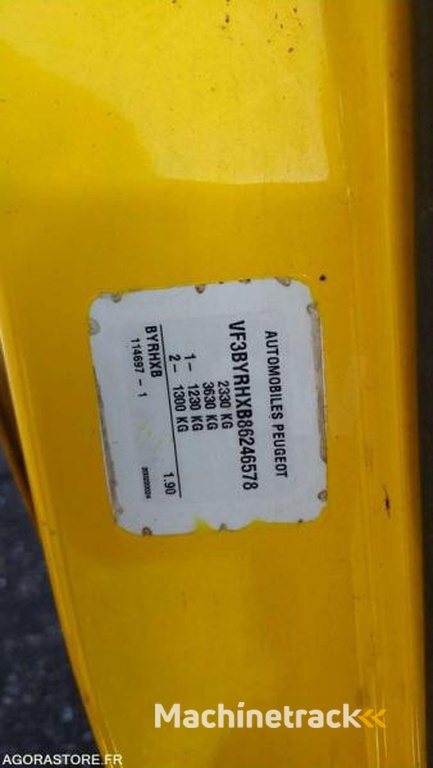 AUTOMOBILES PEUGEOT
VF3BYRHXB86246578
2330 KG
3630 KG
1– 1230 KG
2– 1300 KG
BYRHXB 1.90
114697 – 1
Machinetrack
AGORASTORE.FR